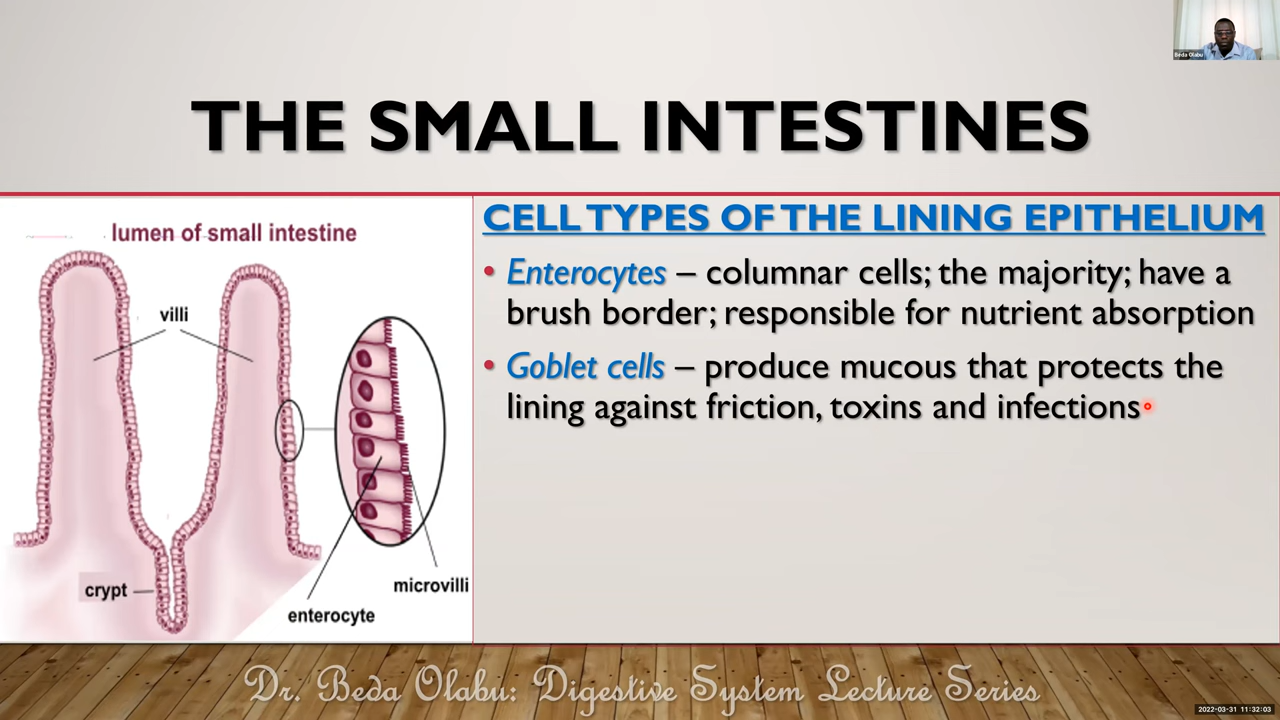 Beda Olabu
THE SMALL INTESTINES
lumen of small intestine
villi
crypt
enterocyte
microvilli
CELL TYPES OF THE LINING EPITHELIUM
• Enterocytes – columnar cells; the majority; have a
brush border; responsible for nutrient absorption
• Goblet cells – produce mucous that protects the
lining against friction, toxins and infections
Dr. Beda Olabu: Digestive System Lecture Series
2022-03-31 11:32:03